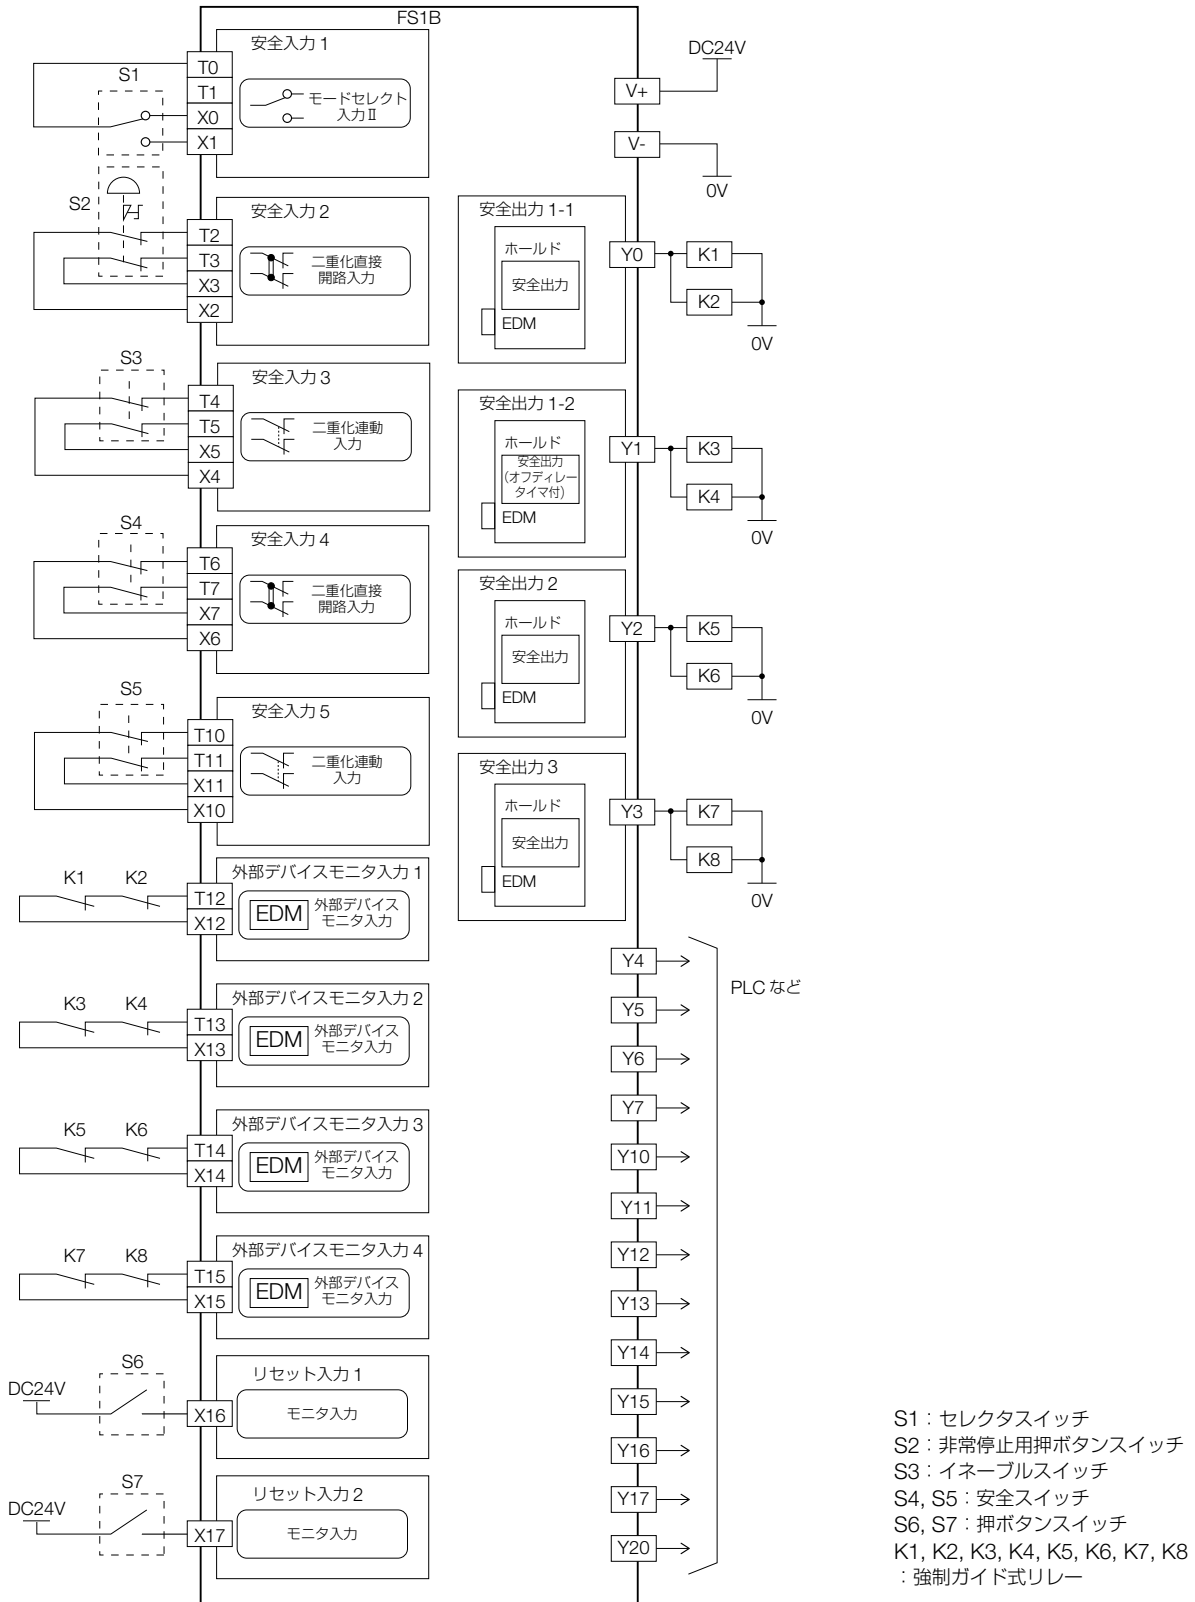 FS1B
安全入力 1
S1
T0
T1
X0
X1
モードセレクト
入力Ⅱ
DC24V
V+
V-
0V
S2
安全入力 2
T2
T3
X3
X2
二重化直接
開路入力
安全出力 1-1
ホールド
安全出力
EDM
Y0
K1
K2
0V
S3
安全入力 3
T4
T5
X5
X4
二重化連動
入力
安全出力 1-2
ホールド
安全出力
(オフディレー
タイマ付)
EDM
Y1
K3
K4
0V
S4
安全入力 4
T6
T7
X7
X6
二重化直接
開路入力
安全出力 2
ホールド
安全出力
EDM
Y2
K5
K6
0V
S5
安全入力 5
T10
T11
X11
X10
二重化連動
入力
安全出力 3
ホールド
安全出力
EDM
Y3
K7
K8
0V
K1 K2
外部デバイスモニタ入力 1
T12
X12
EDM
外部デバイス
モニタ入力
K3 K4
外部デバイスモニタ入力 2
T13
X13
EDM
外部デバイス
モニタ入力
K5 K6
外部デバイスモニタ入力 3
T14
X14
EDM
外部デバイス
モニタ入力
K7 K8
外部デバイスモニタ入力 4
T15
X15
EDM
外部デバイス
モニタ入力
S6
DC24V
リセット入力 1
X16
モニタ入力
S7
DC24V
リセット入力 2
X17
モニタ入力
Y4
Y5
Y6
Y7
Y10
Y11
Y12
Y13
Y14
Y15
Y16
Y17
Y20
PLC など
S1：セレクタスイッチ
S2：非常停止用押ボタンスイッチ
S3：イネーブルスイッチ
S4, S5：安全スイッチ
S6, S7：押ボタンスイッチ
K1, K2, K3, K4, K5, K6, K7, K8
：強制ガイド式リレー